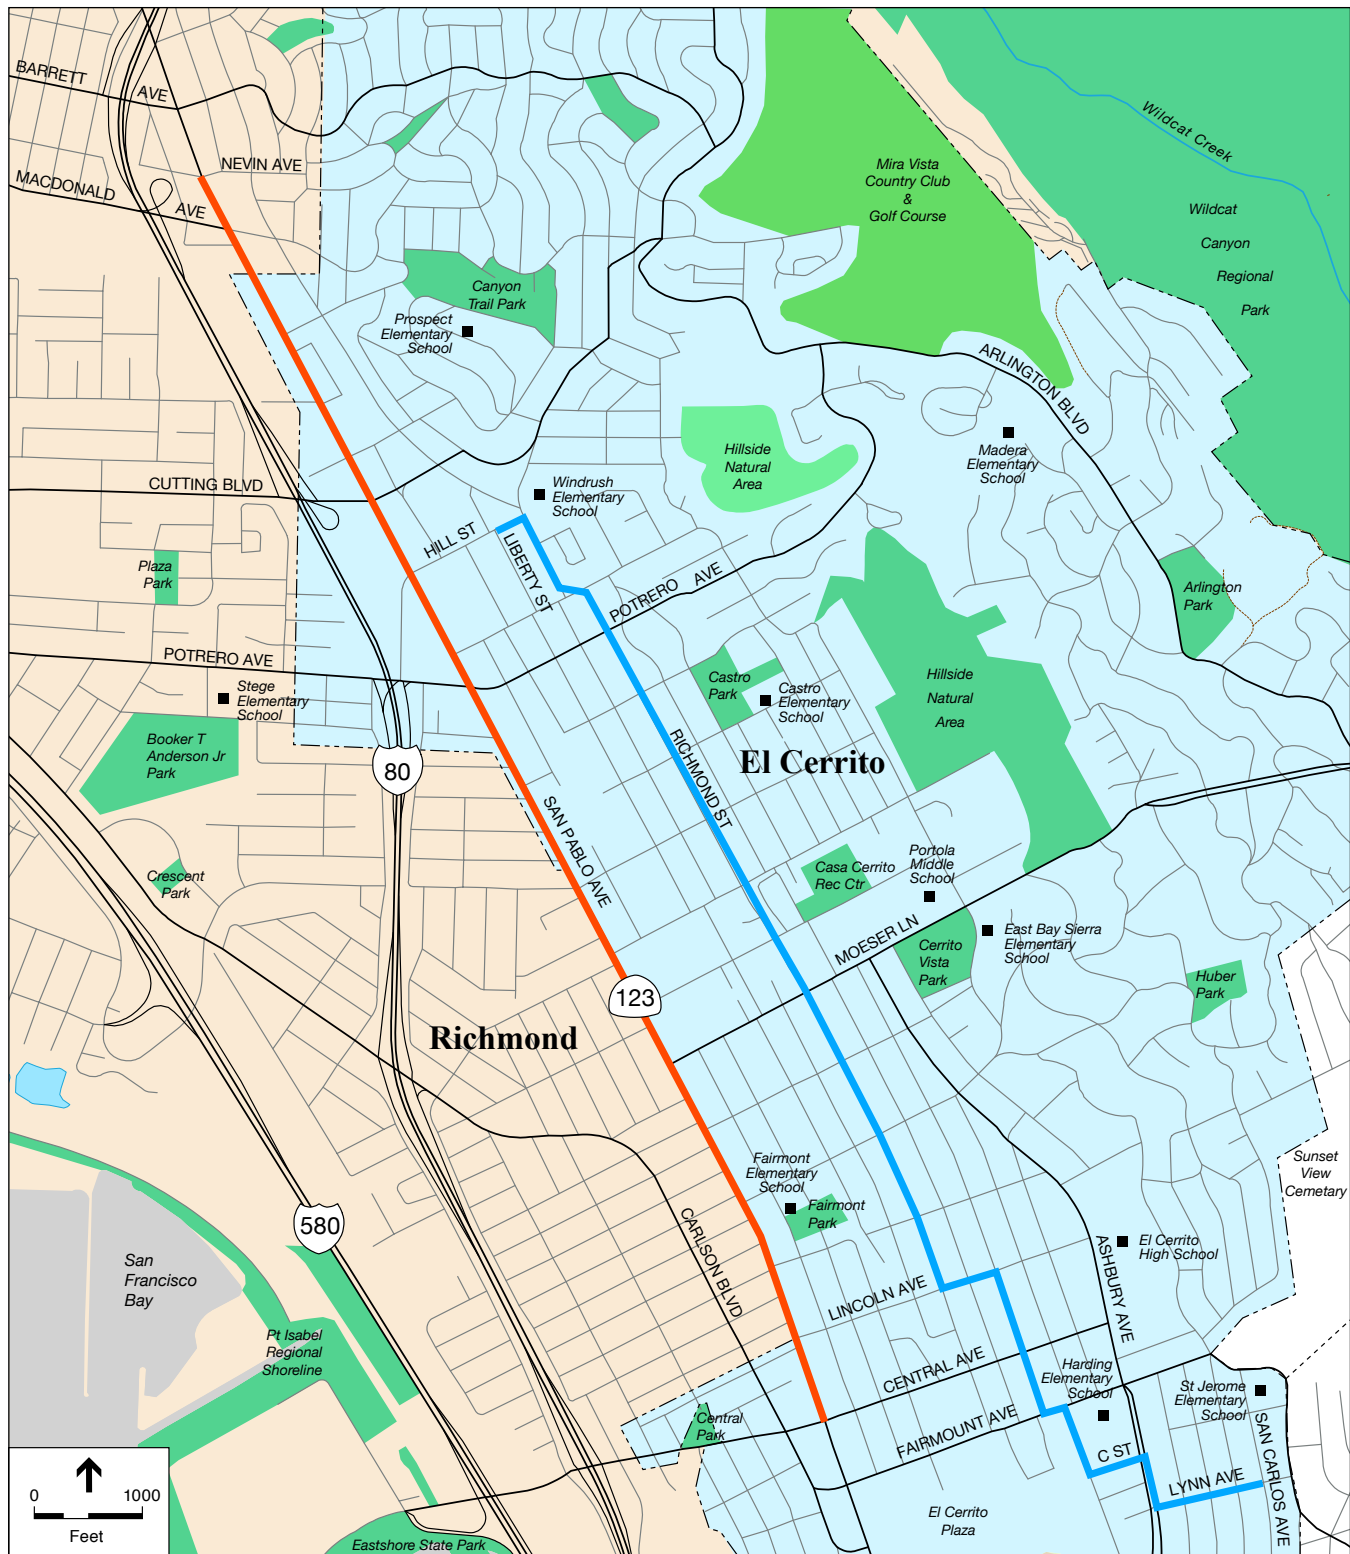 BARRETT
AVE
MACDONALD
AVE
NEVIN AVE
Mira Vista
Country Club
&
Golf Course
Wildcat Creek
Wildcat
Canyon
Regional
Park
Canyon
Trail Park
Prospect
Elementary
School
ARLINGTON BLVD
Madera
Elementary
School
Hillside
Natural
Area
CUTTING BLVD
Windrush
Elementary
School
HILL ST
LIBERTY ST
Plaza
Park
POTRERO AVE
Arlington
Park
POTRERO AVE
Stege
Elementary
School
Castro
Park
Castro
Elementary
School
Hillside
Natural
Area
Booker T
Anderson Jr
Park
80
RICHMOND ST
El Cerrito
SAN PABLO AVE
Crescent
Park
Casa Cerrito
Rec Ctr
Portola
Middle
School
MOESER LN
Cerrito
Vista
Park
East Bay Sierra
Elementary
School
Huber
Park
123
Richmond
Fairmont
Elementary
School
Fairmont
Park
Sunset
View
Cemetary
580
CARLSON BLVD
ASHBURY AVE
El Cerrito
High School
San
Francisco
Bay
LINCOLN AVE
Pt Isabel
Regional
Shoreline
CENTRAL AVE
Harding
Elementary
School
St Jerome
Elementary
School
Central
Park
FAIRMOUNT AVE
SAN CARLOS AVE
C ST
LYNN AVE
El Cerrito
Plaza
Eastshore State Park
0 1000
Feet